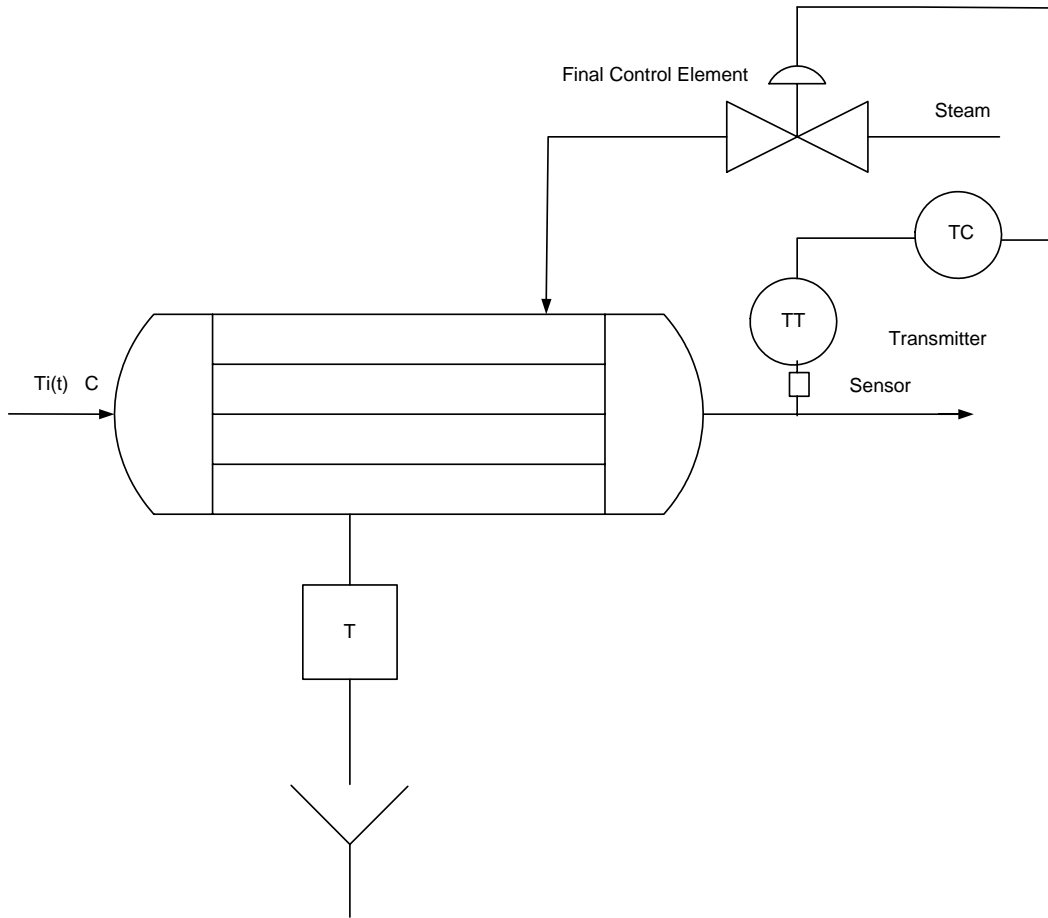 Final Control Element
Steam
TC
TT
Transmitter
Ti(t) C
Sensor
T